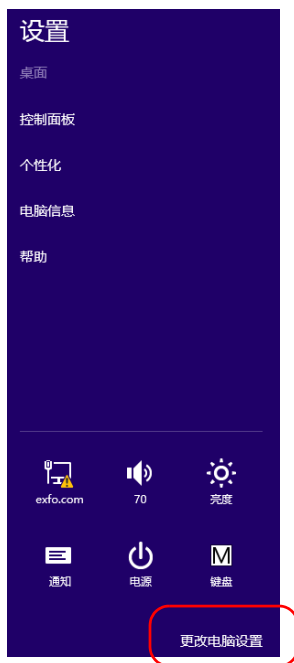 设置
桌面
控制面板
个性化
电脑信息
帮助
exfo.com 70 亮度
M
通知 电源 键盘
更改电脑设置